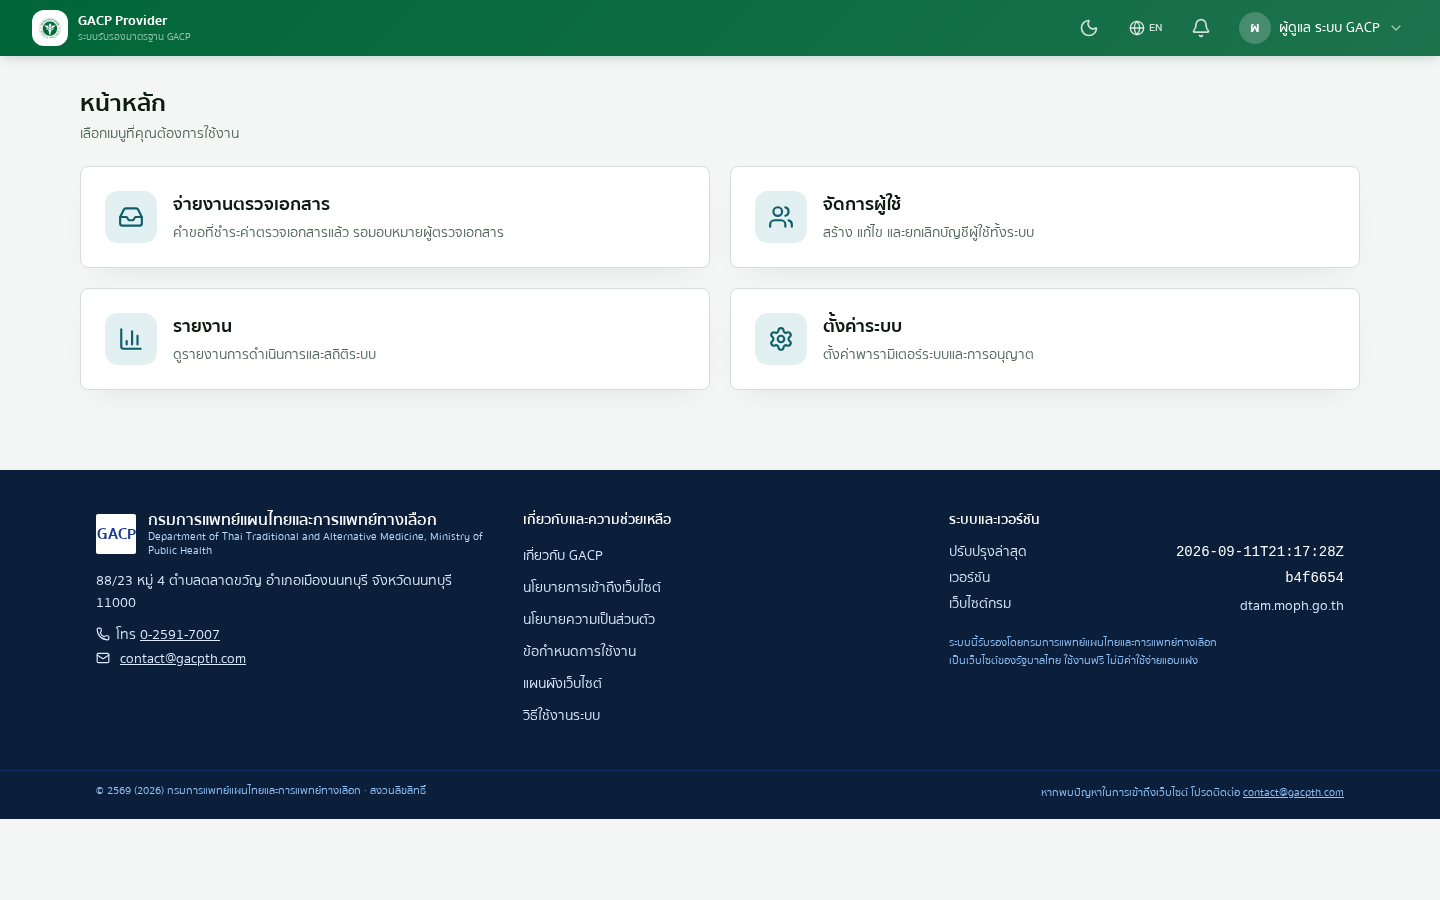 GACP Provider
ระบบรับรองมาตรฐาน GACP
EN
ผ
ผู้ดูแล ระบบ GACP
หน้าหลัก
เลือกเมนูที่คุณต้องการใช้งาน
จ่ายงานตรวจเอกสาร
คำขอที่ชำระค่าตรวจเอกสารแล้ว รอมอบหมายผู้ตรวจเอกสาร
จัดการผู้ใช้
สร้าง แก้ไข และยกเลิกบัญชีผู้ใช้ทั้งระบบ
รายงาน
ดูรายงานการดำเนินการและสถิติระบบ
ตั้งค่าระบบ
ตั้งค่าพารามิเตอร์ระบบและการอนุญาต
GACP
กรมการแพทย์แผนไทยและการแพทย์ทางเลือก
Department of Thai Traditional and Alternative Medicine, Ministry of
Public Health
88/23 หมู่ 4 ตำบลตลาดขวัญ อำเภอเมืองนนทบุรี จังหวัดนนทบุรี
11000
โทร 0-2591-7007
contact@gacpth.com
เกี่ยวกับและความช่วยเหลือ
เกี่ยวกับ GACP
นโยบายการเข้าถึงเว็บไซต์
นโยบายความเป็นส่วนตัว
ข้อกำหนดการใช้งาน
แผนผังเว็บไซต์
วิธีใช้งานระบบ
ระบบและเวอร์ชัน
ปรับปรุงล่าสุด 2026-09-11T21:17:28Z
เวอร์ชัน b4f6654
เว็บไซต์กรม dtam.moph.go.th
ระบบนี้รับรองโดยกรมการแพทย์แผนไทยและการแพทย์ทางเลือก
เป็นเว็บไซต์ของรัฐบาลไทย ใช้งานฟรี ไม่มีค่าใช้จ่ายแอบแฝง
© 2569 (2026) กรมการแพทย์แผนไทยและการแพทย์ทางเลือก · สงวนลิขสิทธิ์
หากพบปัญหาในการเข้าถึงเว็บไซต์ โปรดติดต่อ contact@gacpth.com